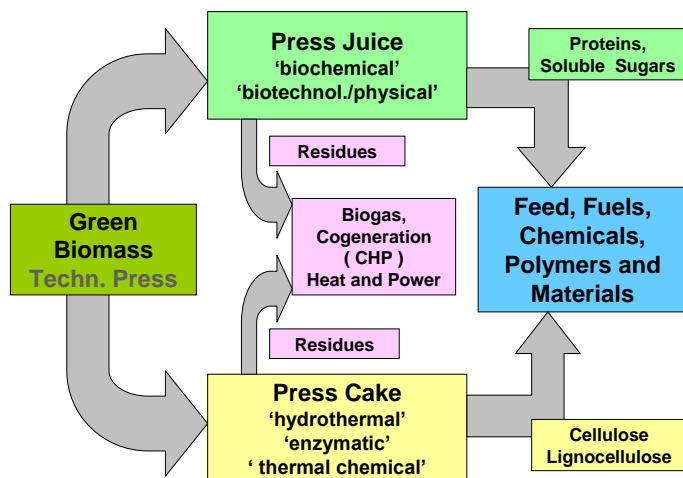 Press Juice
‘biochemical’
‘biotechnol./physical’
Proteins,
Soluble Sugars
Residues
Green
Biomass
Techn. Press
Biogas,
Cogeneration
( CHP )
Heat and Power
Feed, Fuels,
Chemicals,
Polymers and
Materials
Residues
Press Cake
‘hydrothermal’
‘enzymatic’
‘ thermal chemical’
Cellulose
Lignocellulose